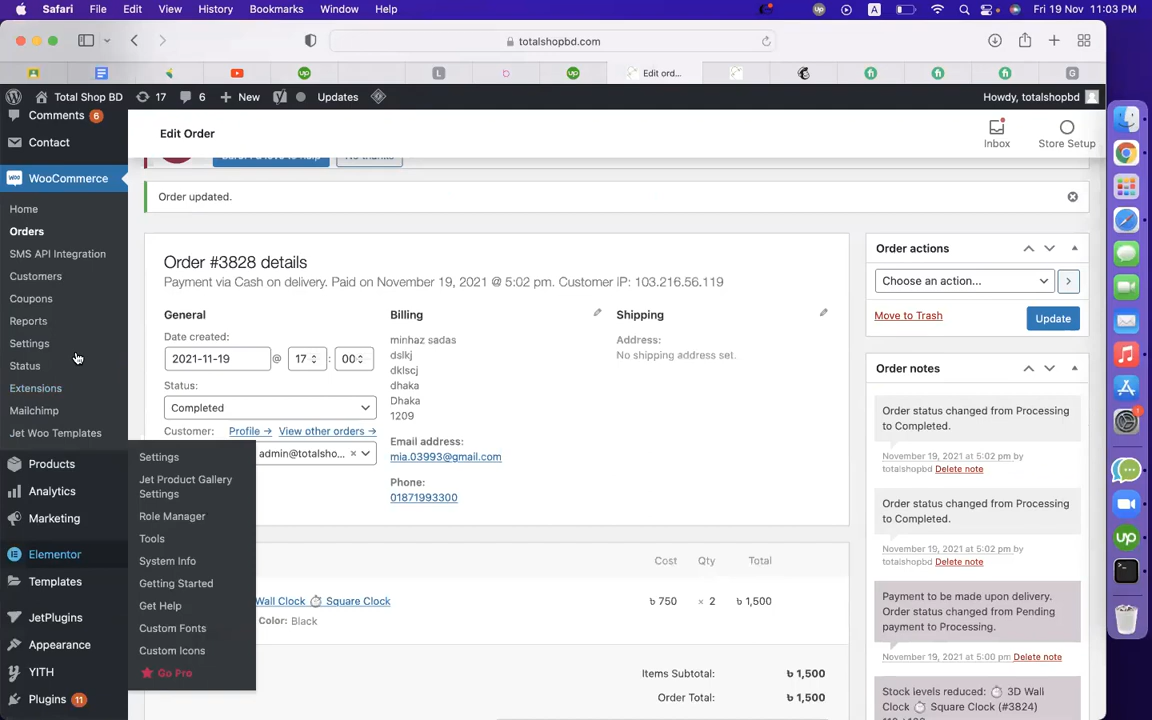 Safari File Edit View History Bookmarks Window Help
A
Fri 19 Nov 11:03 PM
totalshopbd.com
up
L
up
Edit ord...
G
Total Shop BD 17 6 New Updates
Howdy, totalshopbd
Comments 6
Contact
WooCommerce
Home
Orders
SMS API Integration
Customers
Coupons
Reports
Settings
Status
Extensions
Mailchimp
Jet Woo Templates
Products
Analytics
Marketing
Elementor
Templates
JetPlugins
Appearance
YITH
Plugins 11
Settings
Jet Product Gallery
Settings
Role Manager
Tools
System Info
Getting Started
Get Help
Custom Fonts
Custom Icons
Go Pro
Edit Order
Inbox
Store Setup
Order updated.
Order #3828 details
Payment via Cash on delivery. Paid on November 19, 2021 @ 5:02 pm. Customer IP: 103.216.56.119
General
Date created:
2021-11-19 @ 17 : 00
Status:
Completed
Customer: Profile → View other orders →
admin@totalsho... ×
Billing
minhaz sadas
dslkj
dklscj
dhaka
Dhaka
1209
Email address:
mia.03993@gmail.com
Phone:
01871993300
Shipping
Address:
No shipping address set.
Cost Qty Total
Wall Clock ⏱ Square Clock
৳ 750 × 2 ৳ 1,500
Color: Black
Items Subtotal: ৳ 1,500
Order Total: ৳ 1,500
Order actions
Choose an action...
Move to Trash
Update
Order notes
Order status changed from Processing
to Completed.
November 19, 2021 at 5:02 pm by
totalshopbd Delete note
Order status changed from Processing
to Completed.
November 19, 2021 at 5:02 pm by
totalshopbd Delete note
Payment to be made upon delivery.
Order status changed from Pending
payment to Processing.
November 19, 2021 at 5:00 pm Delete note
Stock levels reduced: ⏱ 3D Wall
Clock ⏱ Square Clock (#3824)